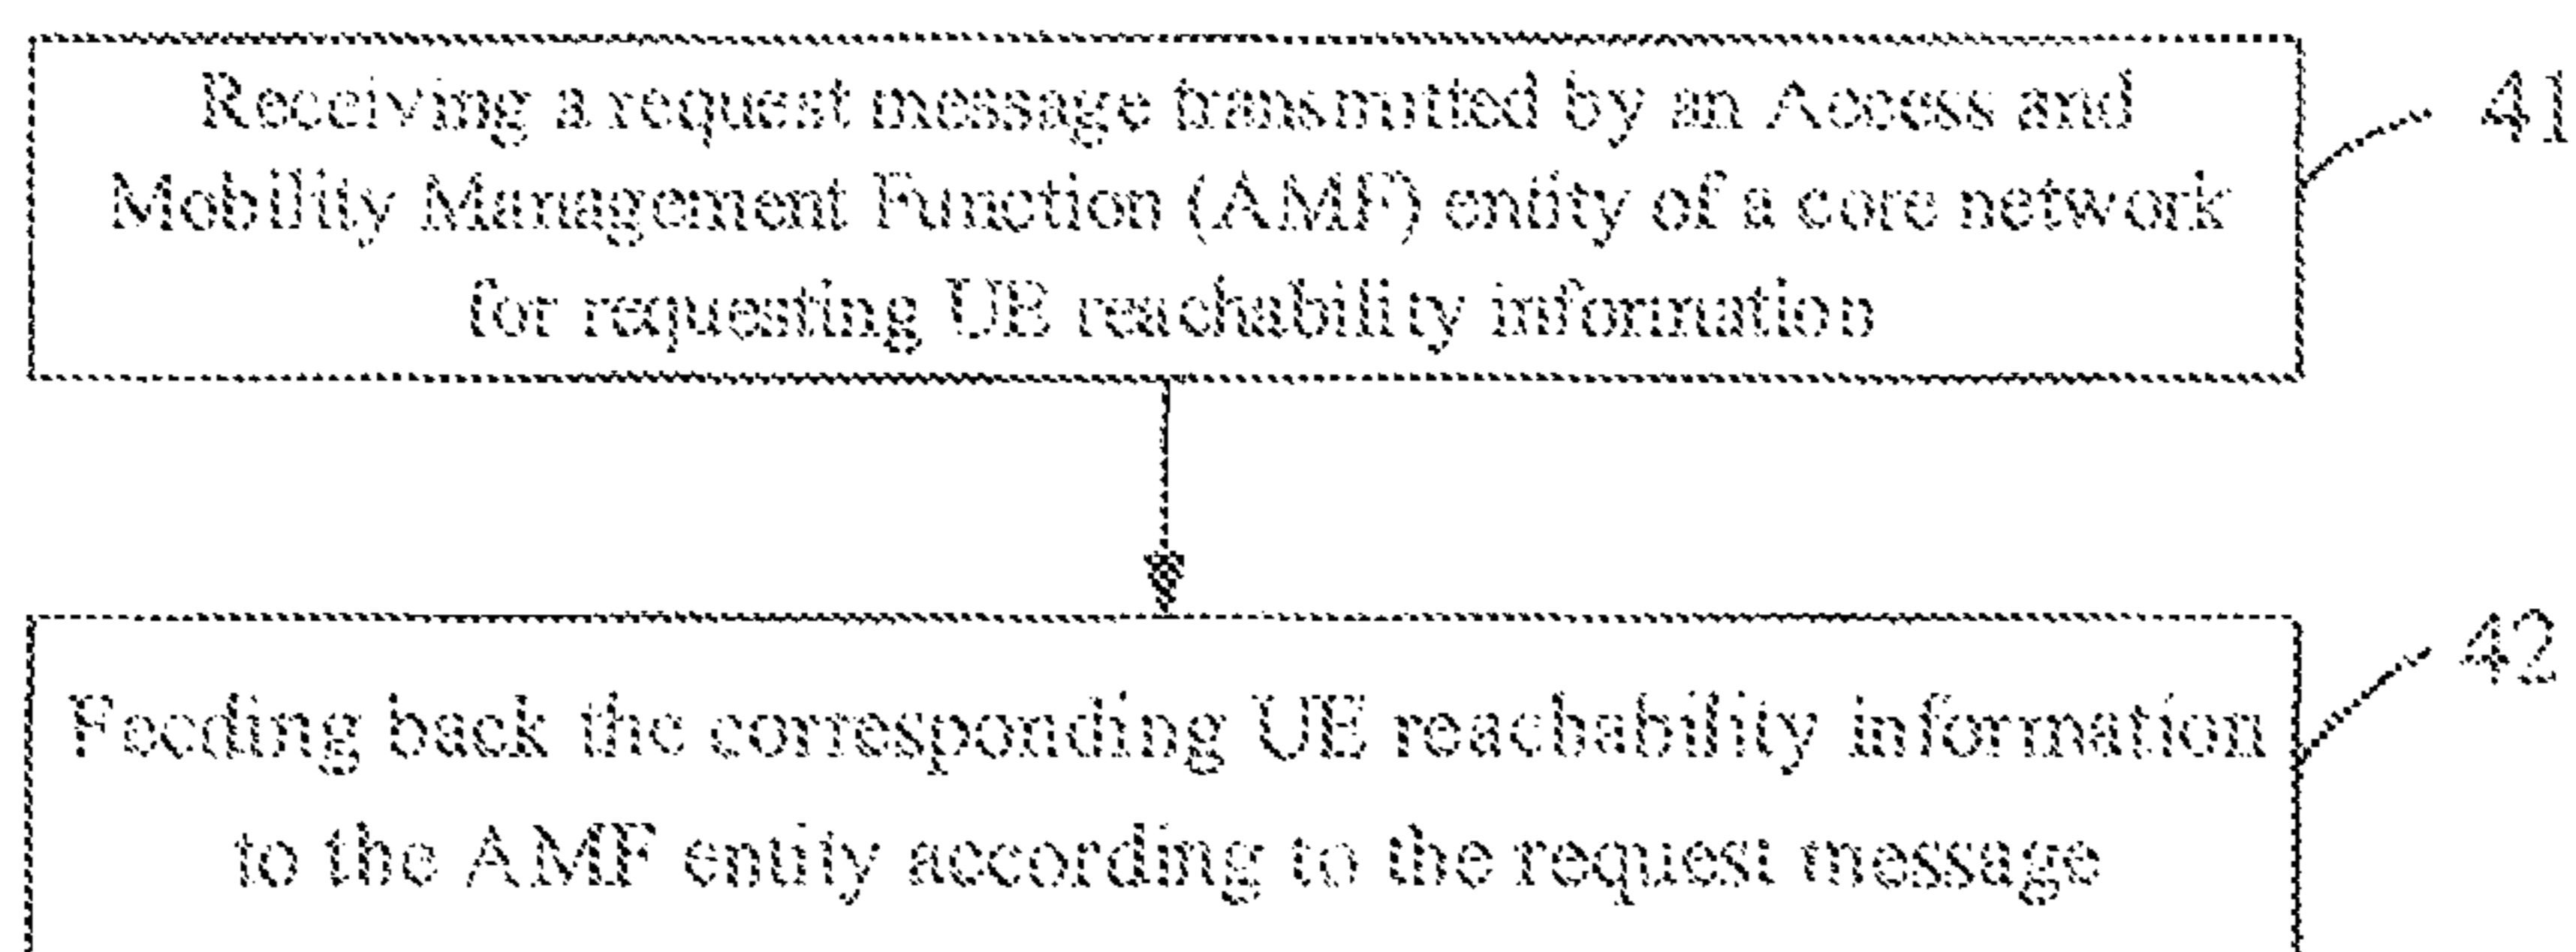 Receiving a request message transmitted by an Access and
Mobility Management Function (AMF) entity of a core network
for requesting UE reachability information
41
Feeding back the corresponding UE reachability information
to the AMF entity according to the request message
42